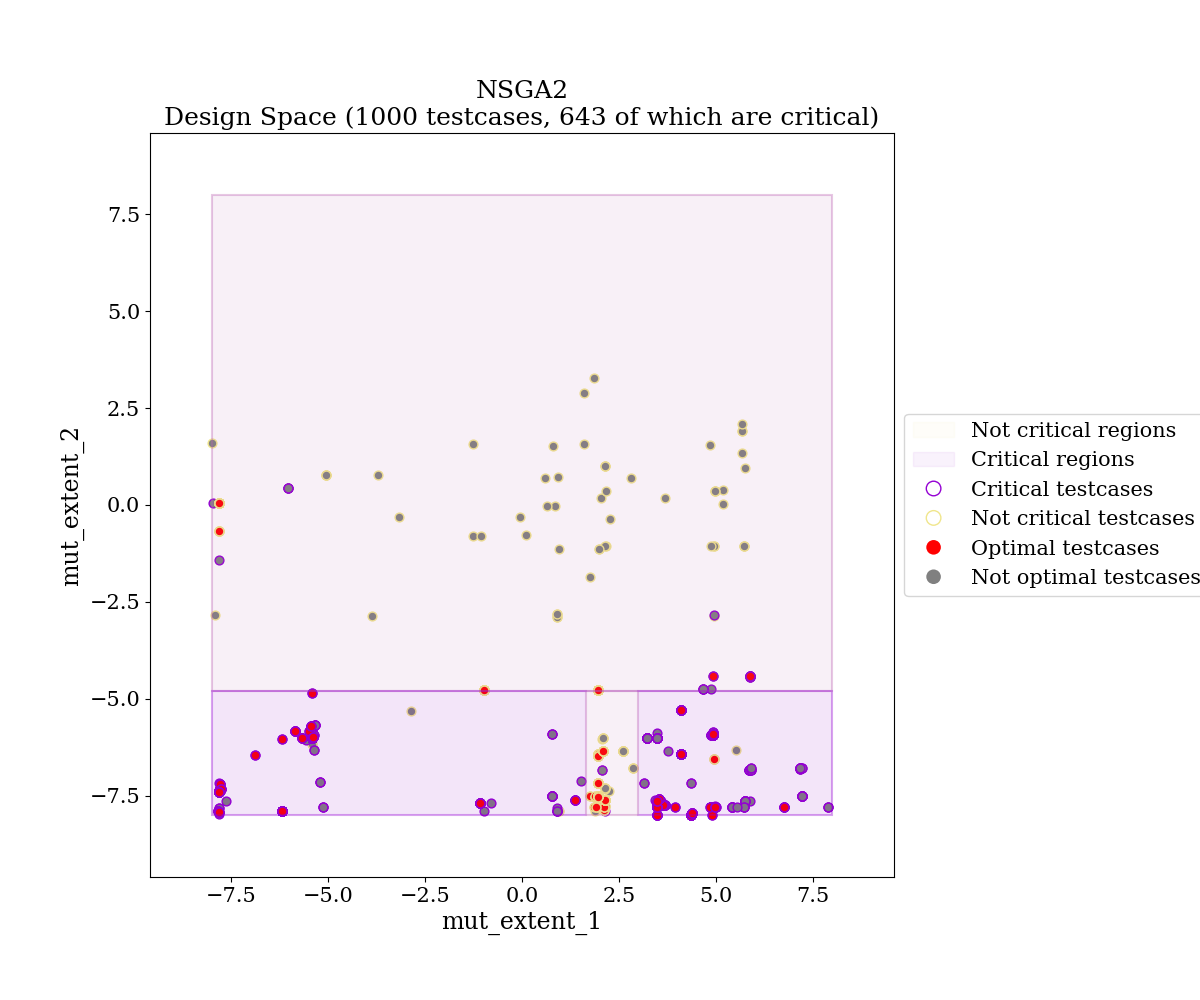 NSGA2
Design Space (1000 testcases, 643 of which are critical)
mut_extent_2
7.5
5.0
2.5
0.0
−2.5
−5.0
−7.5
−7.5 −5.0 −2.5 0.0 2.5 5.0 7.5
mut_extent_1
Not critical regions
Critical regions
Critical testcases
Not critical testcases
Optimal testcases
Not optimal testcases